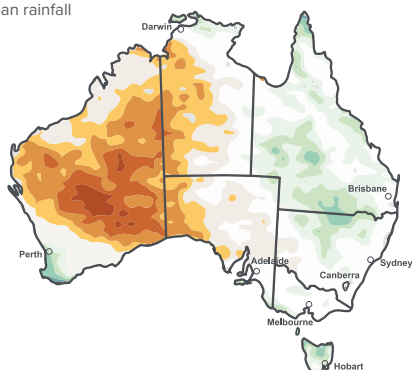 an rainfall
Darwin
Brisbane
Perth
Adelaide
Sydney
Canberra
Melbourne
Hobart